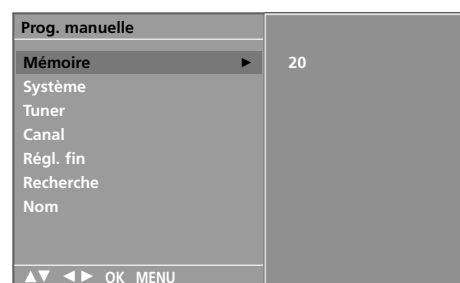 Prog. manuelle
Mémoire ► 20
Système
Tuner
Canal
Régl. fin
Recherche
Nom
▲▼ ◄► OK MENU